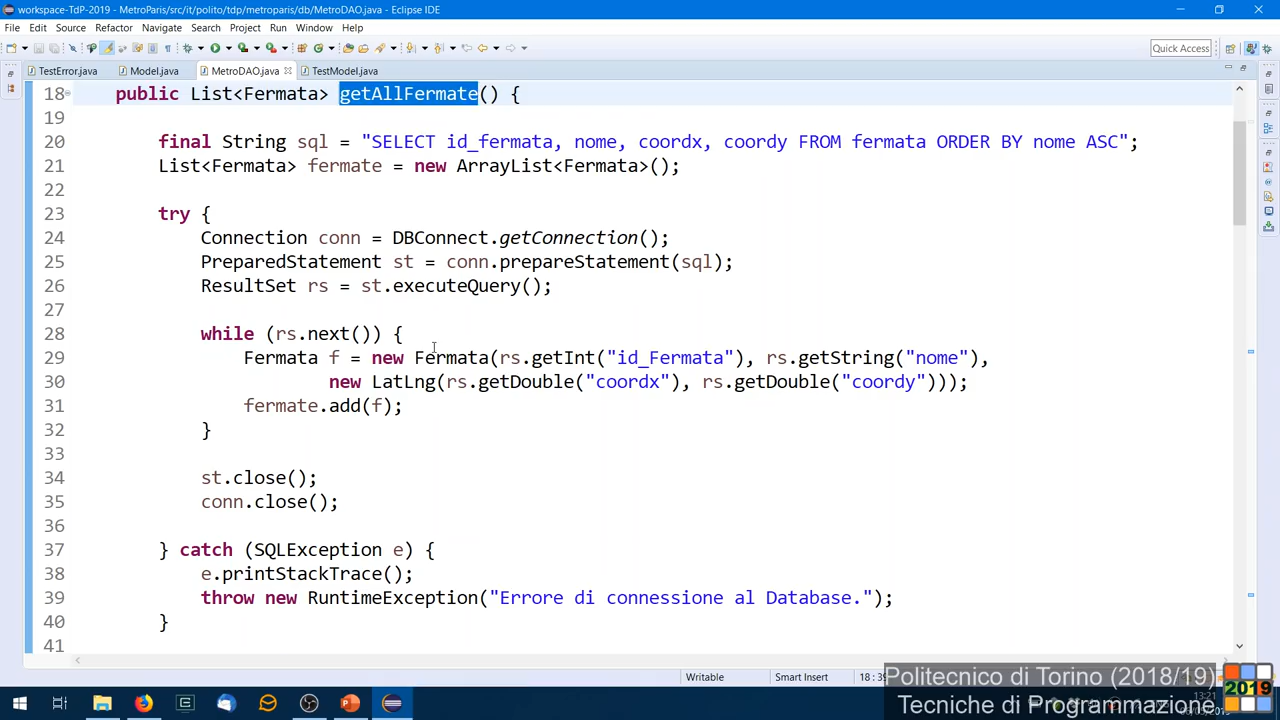 workspace-TdP-2019 - MetroParis/src/it/polito/tdp/metroparis/db/MetroDAO.java - Eclipse IDE
File Edit Source Refactor Navigate Search Project Run Window Help
Quick Access
TestError.java Model.java MetroDAO.java TestModel.java
18 public List<Fermata> getAllFermate() {
19
20 final String sql = "SELECT id_fermata, nome, coordx, coordy FROM fermata ORDER BY nome ASC";
21 List<Fermata> fermate = new ArrayList<Fermata>();
22
23 try {
24 Connection conn = DBConnect.getConnection();
25 PreparedStatement st = conn.prepareStatement(sql);
26 ResultSet rs = st.executeQuery();
27
28 while (rs.next()) {
29 Fermata f = new Fermata(rs.getInt("id_Fermata"), rs.getString("nome"),
30 new LatLng(rs.getDouble("coordx"), rs.getDouble("coordy")));
31 fermate.add(f);
32 }
33
34 st.close();
35 conn.close();
36
37 } catch (SQLException e) {
38 e.printStackTrace();
39 throw new RuntimeException("Errore di connessione al Database.");
40 }
41
Writable Smart Insert 18:39
Politecnico di Torino (2018/19)
Tecniche di Programmazione
2019
13:21